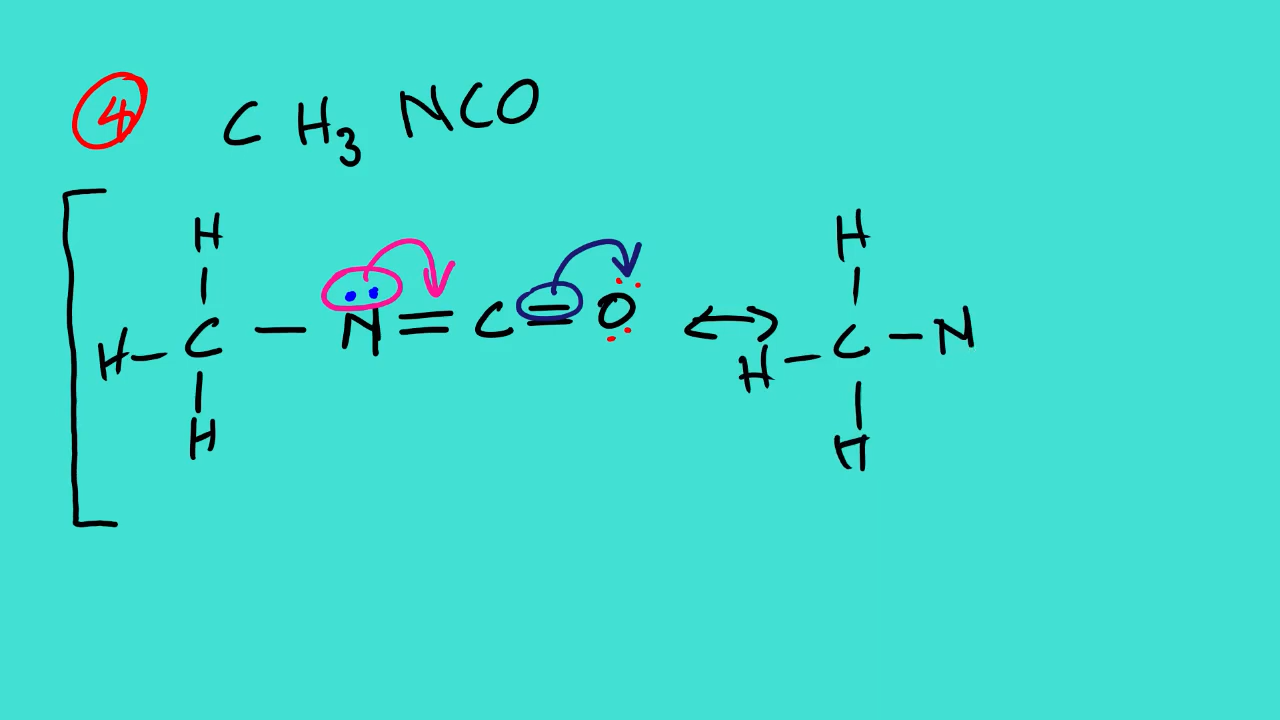 4 CH3NCO
H H
H - C - N = C = O ↔ H - C - N
H H